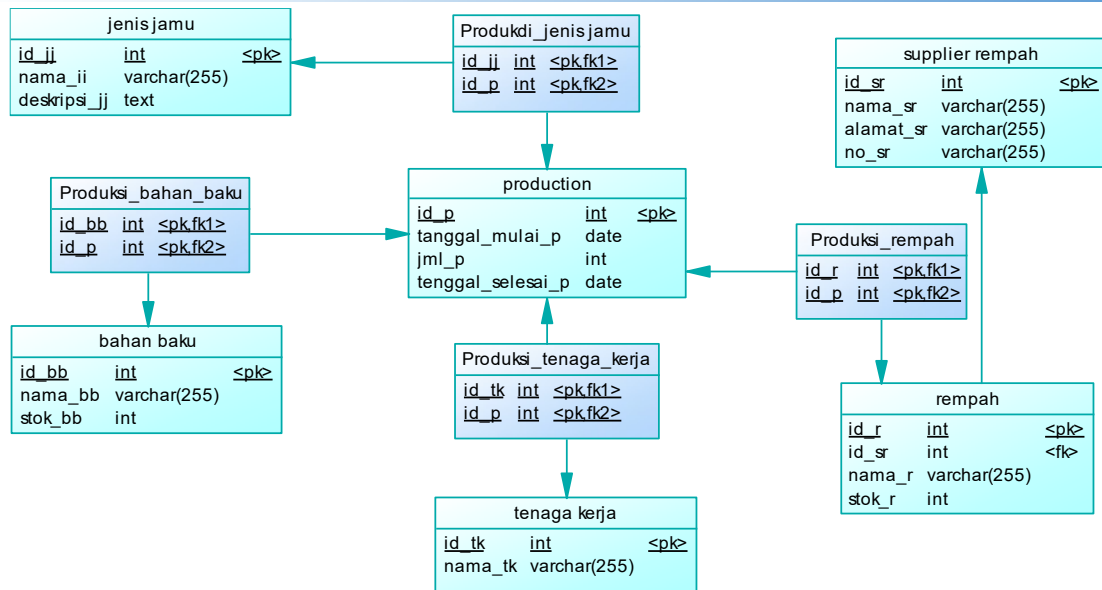 jenis jamu
id_jj int <pk>
nama_ii varchar(255)
deskripsi_jj text
Produkdi_jenis jamu
id_jj int <pk,fk1>
id_p int <pk,fk2>
supplier rempah
id_sr int <pk>
nama_sr varchar(255)
alamat_sr varchar(255)
no_sr varchar(255)
Produksi_bahan_baku
id_bb int <pk,fk1>
id_p int <pk,fk2>
production
id_p int <pk>
tanggal_mulai_p date
jml_p int
tenggal_selesai_p date
Produksi_rempah
id_r int <pk,fk1>
id_p int <pk,fk2>
bahan baku
id_bb int <pk>
nama_bb varchar(255)
stok_bb int
Produksi_tenaga_kerja
id_tk int <pk,fk1>
id_p int <pk,fk2>
rempah
id_r int <pk>
id_sr int <fk>
nama_r varchar(255)
stok_r int
tenaga kerja
id_tk int <pk>
nama_tk varchar(255)